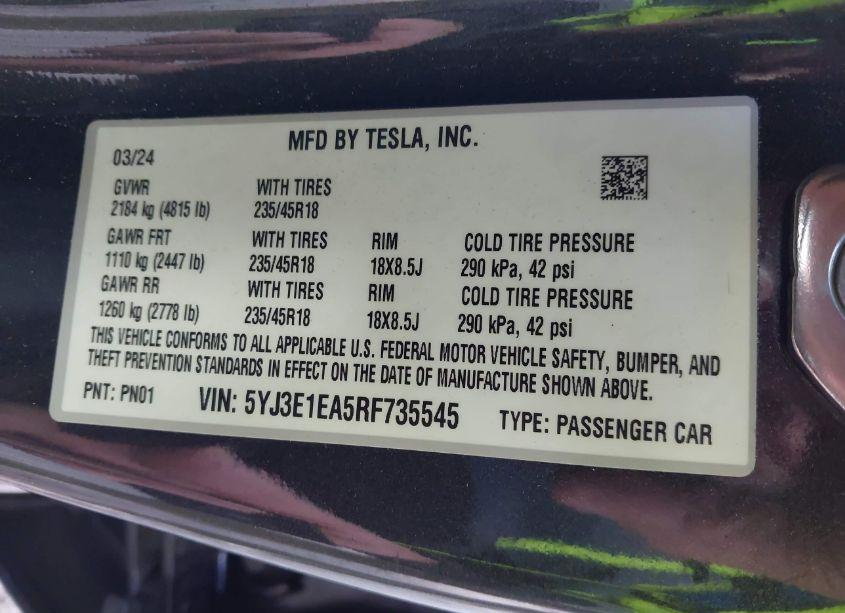 MFD BY TESLA, INC.
03/24
GVWR WITH TIRES
2184 kg (4815 lb) 235/45R18
GAWR FRT WITH TIRES RIM COLD TIRE PRESSURE
1110 kg (2447 lb) 235/45R18 18X8.5J 290 kPa, 42 psi
GAWR RR WITH TIRES RIM COLD TIRE PRESSURE
1260 kg (2778 lb) 235/45R18 18X8.5J 290 kPa, 42 psi
THIS VEHICLE CONFORMS TO ALL APPLICABLE U.S. FEDERAL MOTOR VEHICLE SAFETY, BUMPER, AND
THEFT PREVENTION STANDARDS IN EFFECT ON THE DATE OF MANUFACTURE SHOWN ABOVE.
PNT: PN01 VIN: 5YJ3E1EA5RF735545 TYPE: PASSENGER CAR